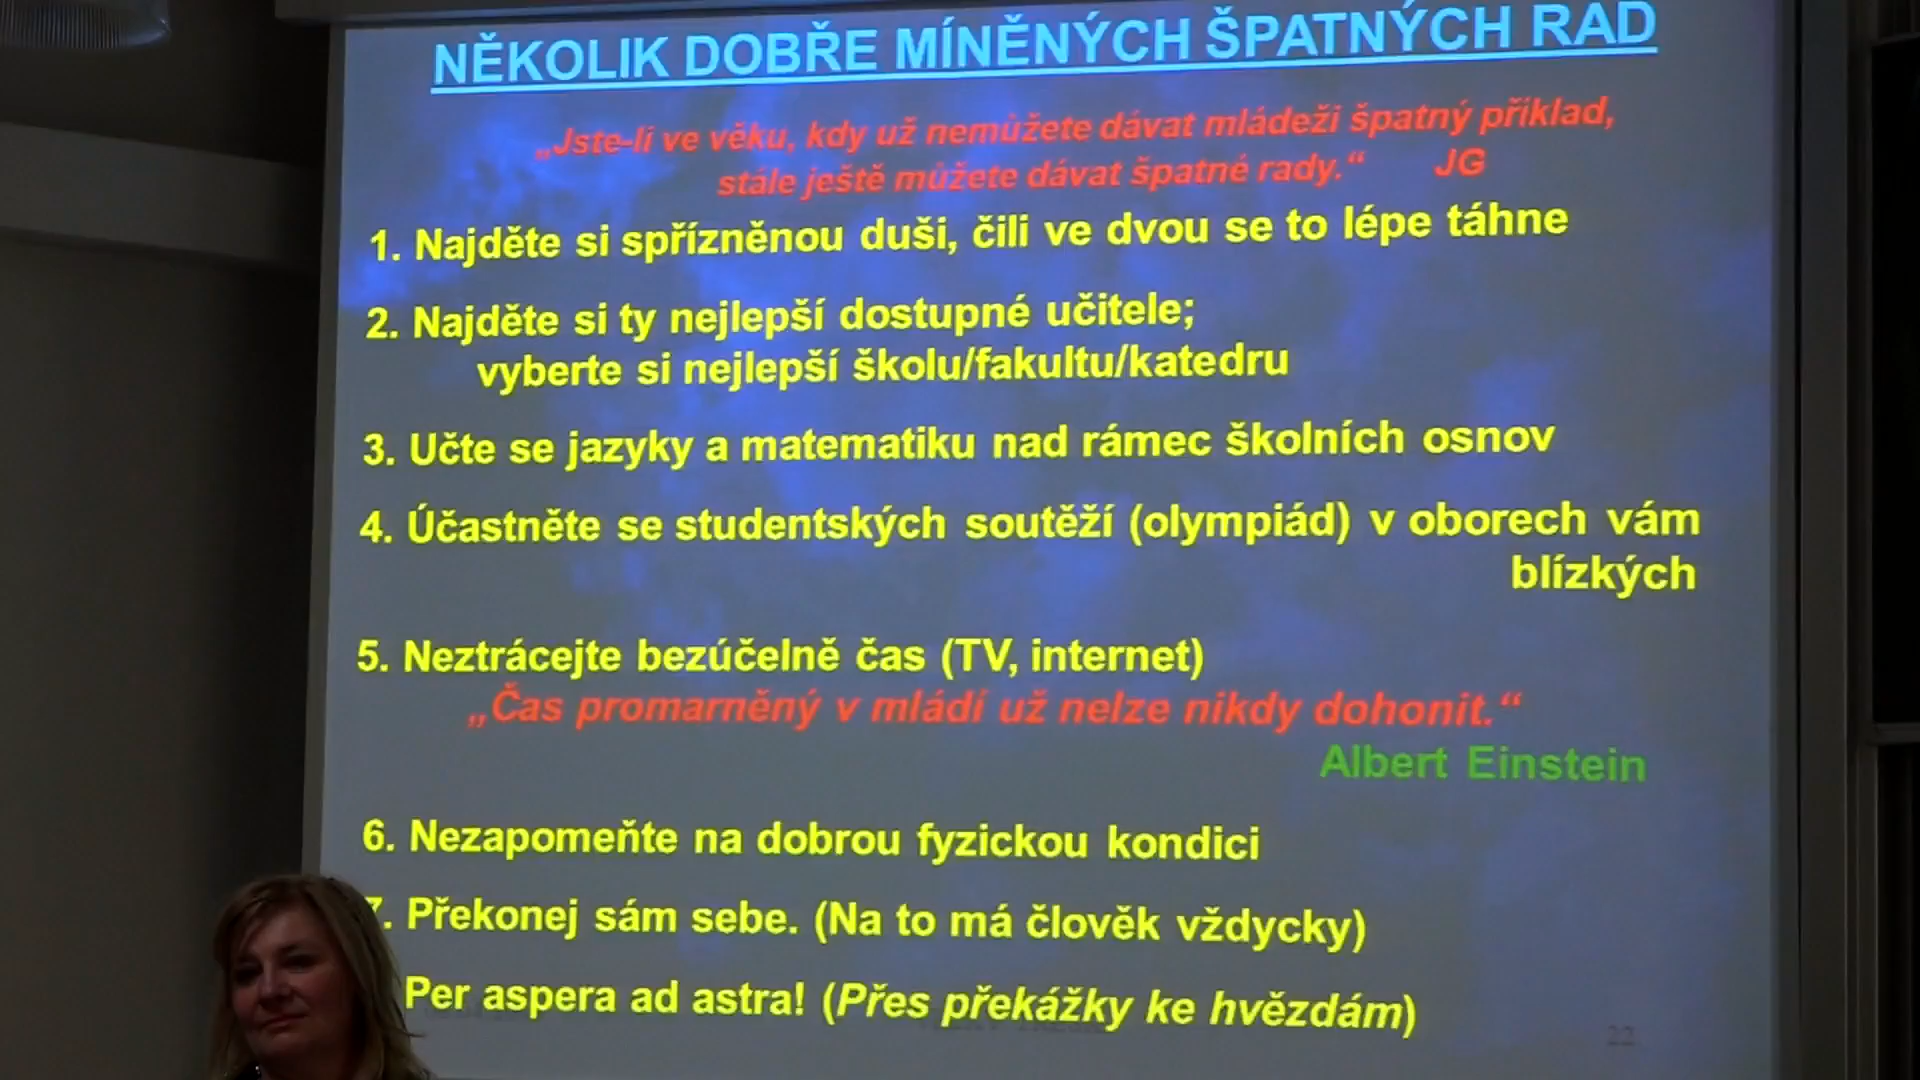 NĚKOLIK DOBŘE MÍNĚNÝCH ŠPATNÝCH RAD
„Jste-li ve věku, kdy už nemůžete dávat mládeži špatný příklad,
stále ještě můžete dávat špatné rady.“ JG
1. Najděte si spřízněnou duši, čili ve dvou se to lépe táhne
2. Najděte si ty nejlepší dostupné učitele;
vyberte si nejlepší školu/fakultu/katedru
3. Učte se jazyky a matematiku nad rámec školních osnov
4. Účastněte se studentských soutěží (olympiád) v oborech vám
blízkých
5. Neztrácejte bezúčelně čas (TV, internet)
„Čas promarněný v mládí už nelze nikdy dohonit.“
Albert Einstein
6. Nezapomeňte na dobrou fyzickou kondici
7. Překonej sám sebe. (Na to má člověk vždycky)
Per aspera ad astra! (Přes překážky ke hvězdám)
22